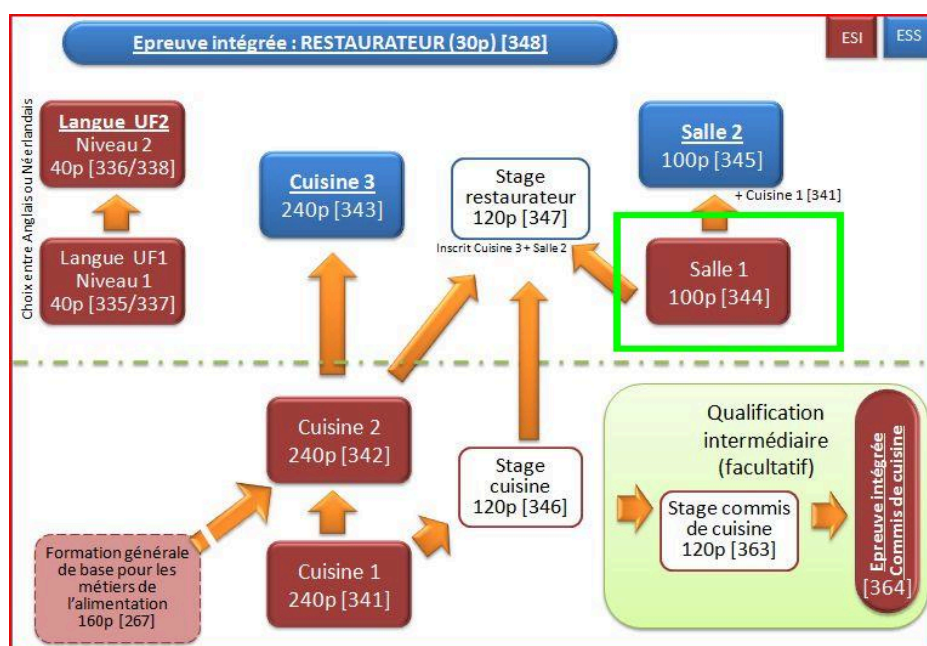 Epreuve intégrée : RESTAURATEUR (30p) [348]
ESI
ESS
Choix entre Anglais ou Néerlandais
Langue UF2
Niveau 2
40p [336/338]
Langue UF1
Niveau 1
40p [335/337]
Cuisine 3
240p [343]
Stage
restaurateur
120p [347]
Inscrit Cuisine 3 + Salle 2
Salle 2
100p [345]
+ Cuisine 1 [341]
Salle 1
100p [344]
Cuisine 2
240p [342]
Stage
cuisine
120p [346]
Formation générale
de base pour les
métiers de
l'alimentation
160p [267]
Cuisine 1
240p [341]
Qualification
intermédiaire
(facultatif)
Stage commis
de cuisine
120p [363]
Epreuve intégrée
Commis de cuisine
[364]